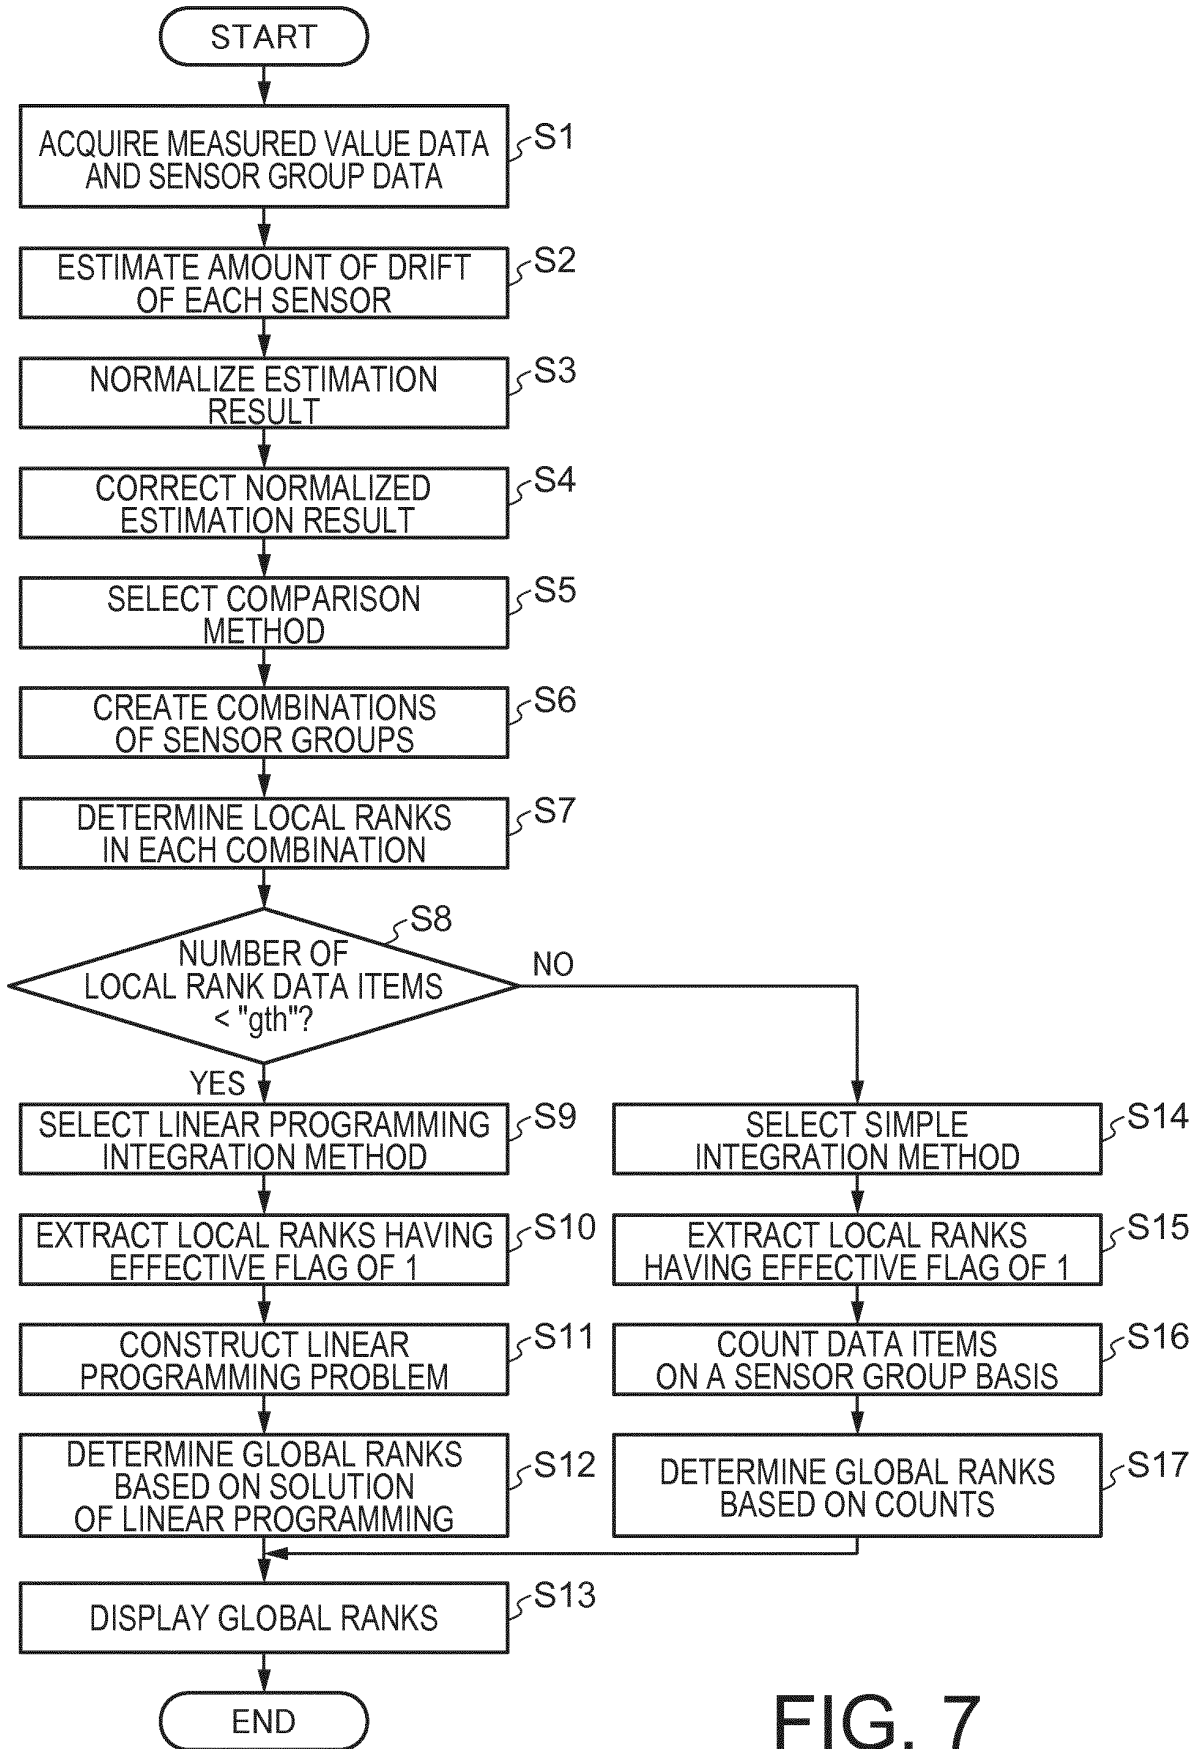 START
ACQUIRE MEASURED VALUE DATA
AND SENSOR GROUP DATA
S1
ESTIMATE AMOUNT OF DRIFT
OF EACH SENSOR
S2
NORMALIZE ESTIMATION
RESULT
S3
CORRECT NORMALIZED
ESTIMATION RESULT
S4
SELECT COMPARISON
METHOD
S5
CREATE COMBINATIONS
OF SENSOR GROUPS
S6
DETERMINE LOCAL RANKS
IN EACH COMBINATION
S7
S8
NUMBER OF
LOCAL RANK DATA ITEMS
< "gth"?
NO
YES
SELECT LINEAR PROGRAMMING
INTEGRATION METHOD
S9
EXTRACT LOCAL RANKS HAVING
EFFECTIVE FLAG OF 1
S10
CONSTRUCT LINEAR
PROGRAMMING PROBLEM
S11
DETERMINE GLOBAL RANKS
BASED ON SOLUTION
OF LINEAR PROGRAMMING
S12
SELECT SIMPLE
INTEGRATION METHOD
S14
EXTRACT LOCAL RANKS
HAVING EFFECTIVE FLAG OF 1
S15
COUNT DATA ITEMS
ON A SENSOR GROUP BASIS
S16
DETERMINE GLOBAL RANKS
BASED ON COUNTS
S17
DISPLAY GLOBAL RANKS
S13
END
FIG. 7